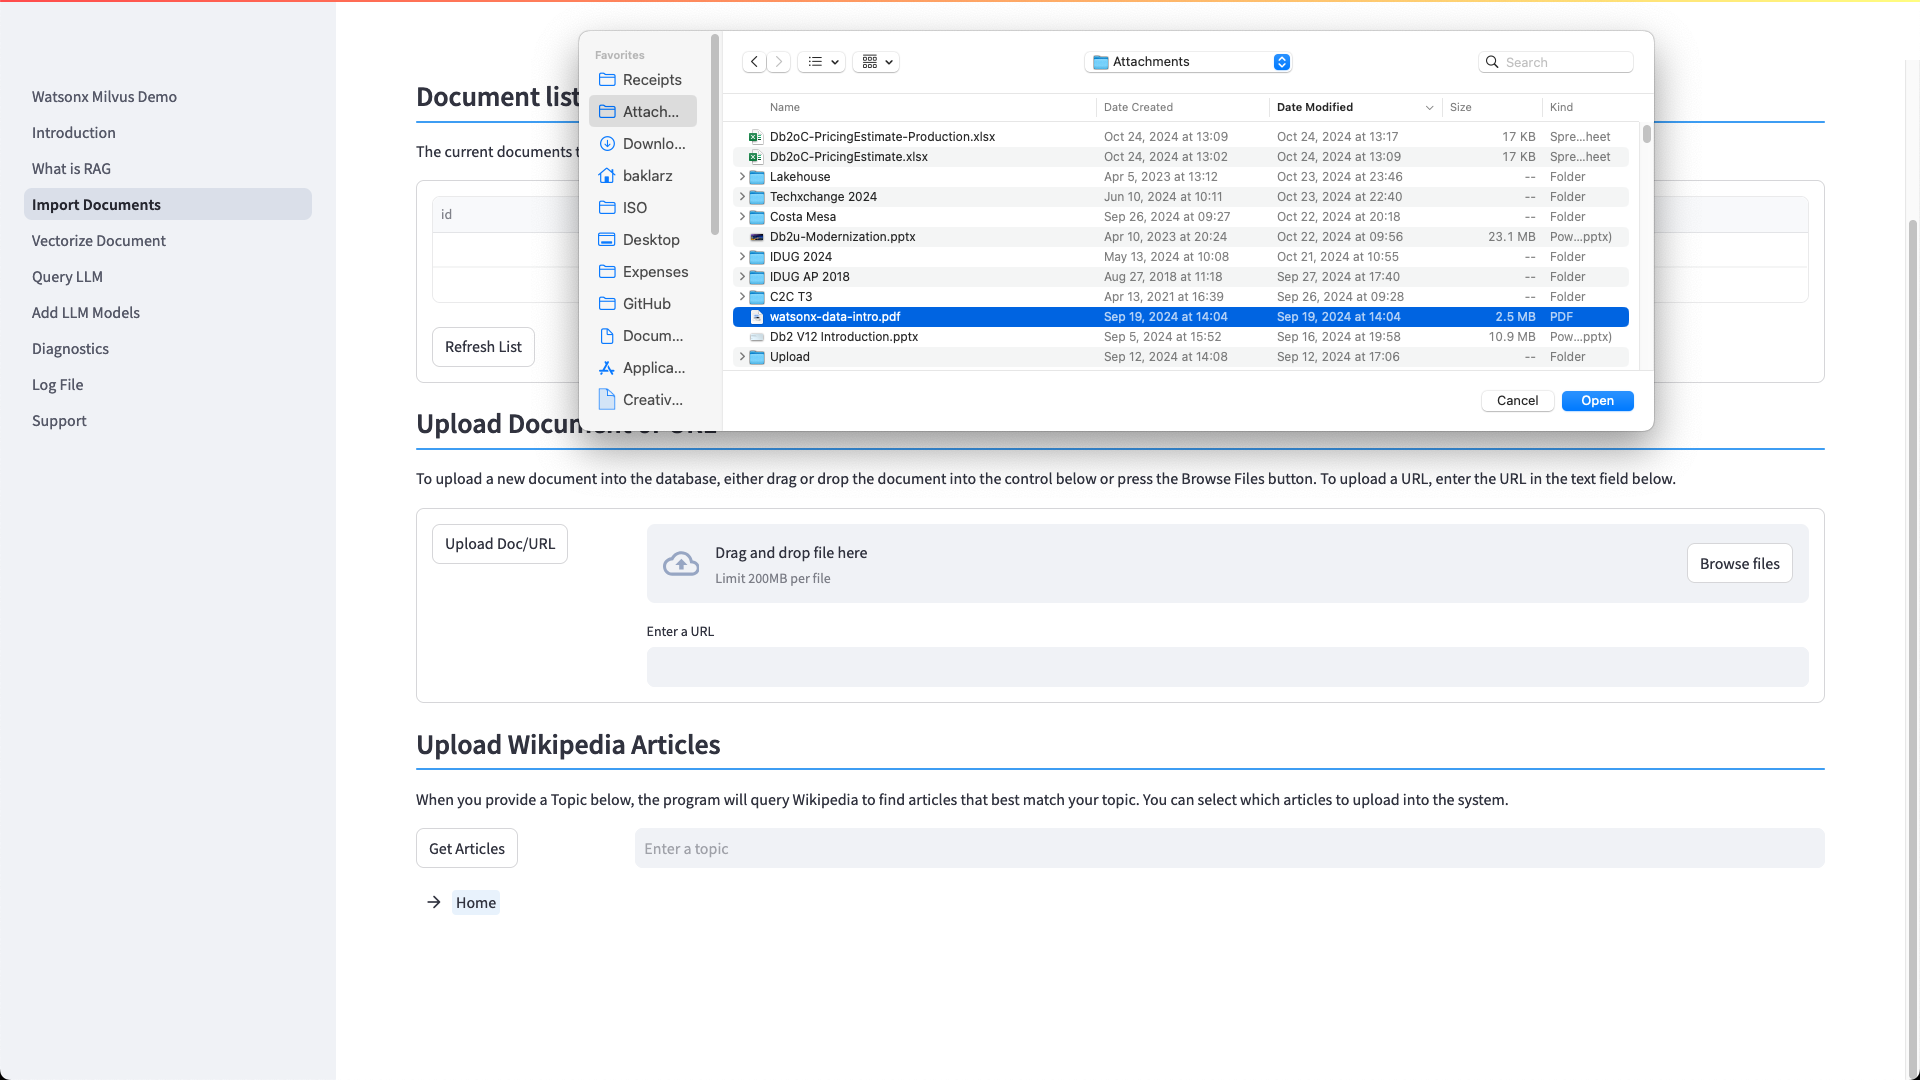 Watsonx Milvus Demo
Introduction
What is RAG
Import Documents
Vectorize Document
Query LLM
Add LLM Models
Diagnostics
Log File
Support
Document list
The current documents
id
Refresh List
Favorites
Receipts
Attach...
Downlo...
baklarz
ISO
Desktop
Expenses
GitHub
Docum...
Applica...
Creativ...
Attachments
Search
Name Date Created Date Modified Size Kind
Db2oC-PricingEstimate-Production.xlsx Oct 24, 2024 at 13:09 Oct 24, 2024 at 13:17 17 KB Spre...heet
Db2oC-PricingEstimate.xlsx Oct 24, 2024 at 13:02 Oct 24, 2024 at 13:09 17 KB Spre...heet
Lakehouse Apr 5, 2023 at 13:12 Oct 23, 2024 at 23:46 -- Folder
Techxchange 2024 Jun 10, 2024 at 10:11 Oct 23, 2024 at 22:40 -- Folder
Costa Mesa Sep 26, 2024 at 09:27 Oct 22, 2024 at 20:18 -- Folder
Db2u-Modernization.pptx Apr 10, 2023 at 20:24 Oct 22, 2024 at 09:56 23.1 MB Pow...pptx)
IDUG 2024 May 13, 2024 at 10:08 Oct 21, 2024 at 10:55 -- Folder
IDUG AP 2018 Aug 27, 2018 at 11:18 Sep 27, 2024 at 17:40 -- Folder
C2C T3 Apr 13, 2021 at 16:39 Sep 26, 2024 at 09:28 -- Folder
watsonx-data-intro.pdf Sep 19, 2024 at 14:04 Sep 19, 2024 at 14:04 2.5 MB PDF
Db2 V12 Introduction.pptx Sep 5, 2024 at 15:52 Sep 16, 2024 at 19:58 10.9 MB Pow...pptx)
Upload Sep 12, 2024 at 14:08 Sep 12, 2024 at 17:06 -- Folder
Cancel Open
Upload Document or URL
To upload a new document into the database, either drag or drop the document into the control below or press the Browse Files button. To upload a URL, enter the URL in the text field below.
Upload Doc/URL
Drag and drop file here
Limit 200MB per file
Browse files
Enter a URL
Upload Wikipedia Articles
When you provide a Topic below, the program will query Wikipedia to find articles that best match your topic. You can select which articles to upload into the system.
Get Articles
Enter a topic
Home